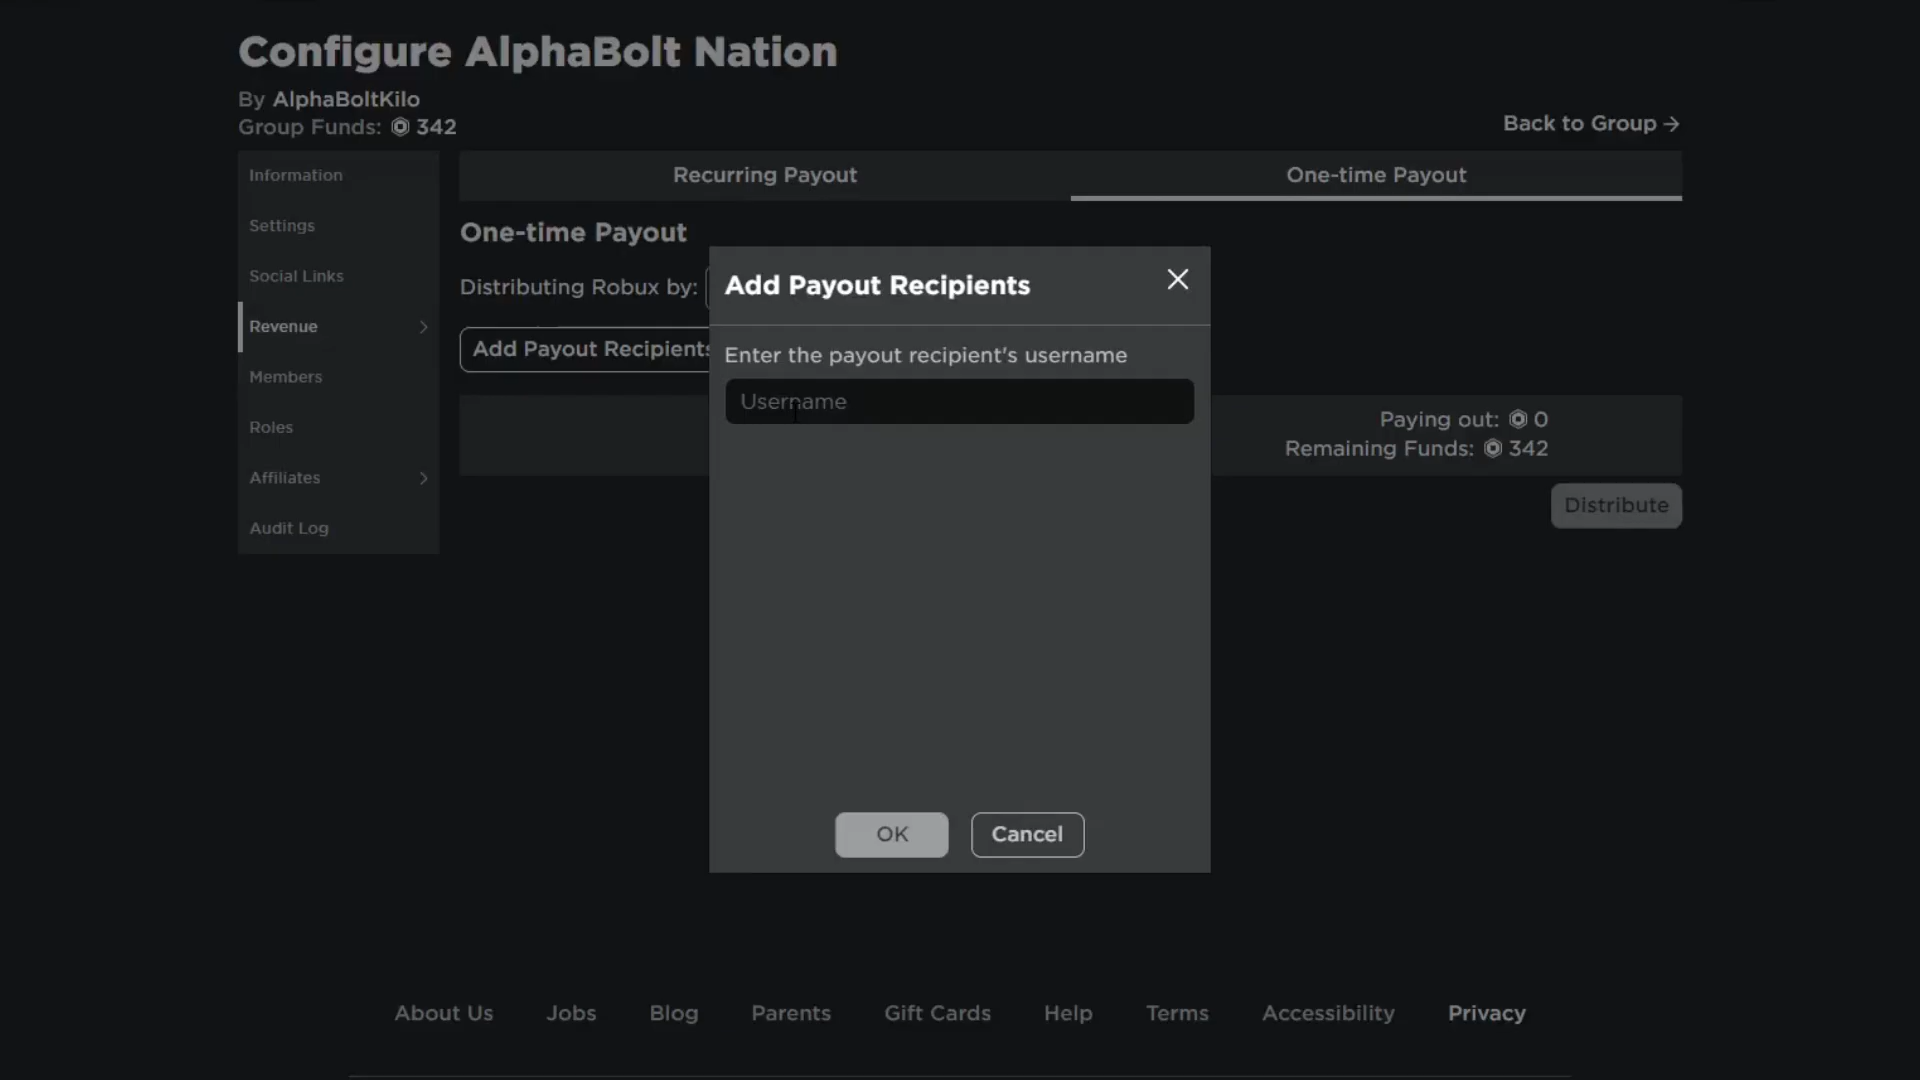 Configure AlphaBolt Nation
By AlphaBoltKilo
Group Funds: 342
Back to Group →
Information
Settings
Social Links
Revenue
Members
Roles
Affiliates
Audit Log
Recurring Payout
One-time Payout
One-time Payout
Distributing Robux by:
Add Payout Recipients
Paying out: 0
Remaining Funds: 342
Distribute
Add Payout Recipients
Enter the payout recipient's username
Username
OK
Cancel
About Us
Jobs
Blog
Parents
Gift Cards
Help
Terms
Accessibility
Privacy